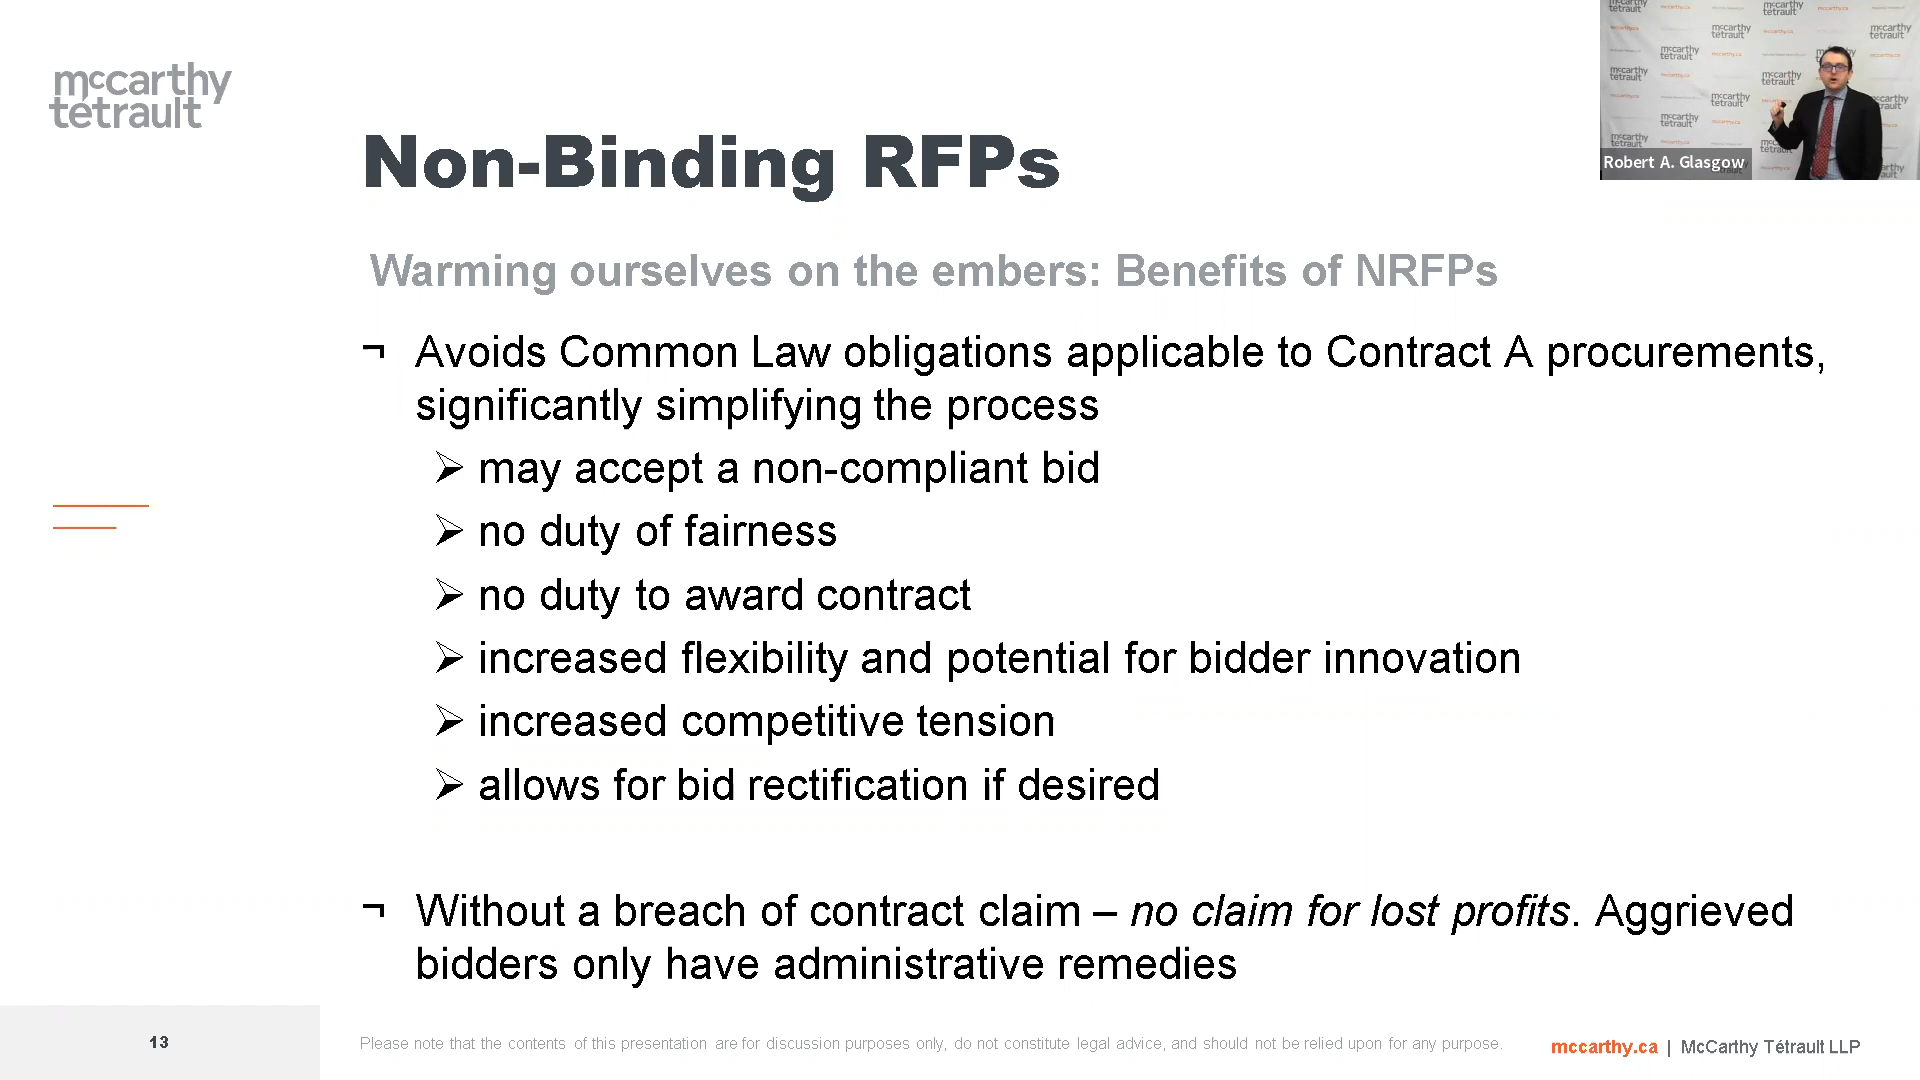 mccarthy
tetrault
Robert A. Glasgow
Non-Binding RFPs
Warming ourselves on the embers: Benefits of NRFPs
¬ Avoids Common Law obligations applicable to Contract A procurements,
significantly simplifying the process
➢ may accept a non-compliant bid
➢ no duty of fairness
➢ no duty to award contract
➢ increased flexibility and potential for bidder innovation
➢ increased competitive tension
➢ allows for bid rectification if desired
¬ Without a breach of contract claim – no claim for lost profits. Aggrieved
bidders only have administrative remedies
13
Please note that the contents of this presentation are for discussion purposes only, do not constitute legal advice, and should not be relied upon for any purpose.
mccarthy.ca | McCarthy Tétrault LLP